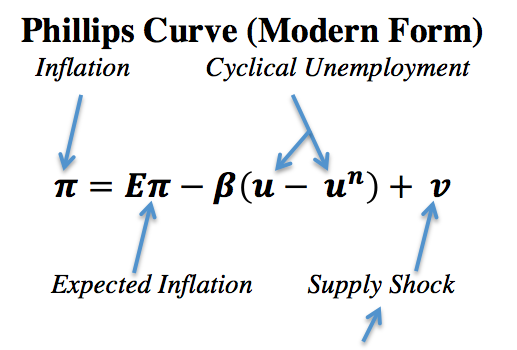 Phillips Curve (Modern Form)
Inflation Cyclical Unemployment
π = Eπ − β(u − uⁿ) + v
Expected Inflation Supply Shock